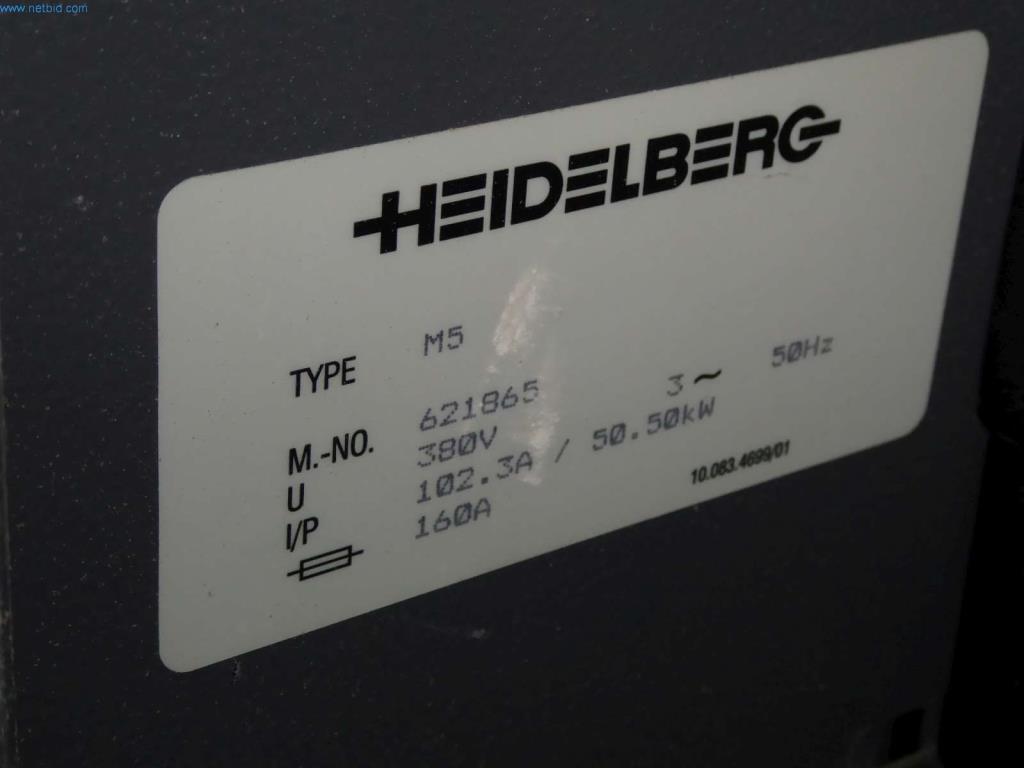 www.netbid.com
HEIDELBERG
TYPE M5
M.-NO. 621865
U 380V 3~ 50Hz
I/P 102.3A / 50.50kW
160A
10.083.4699/01